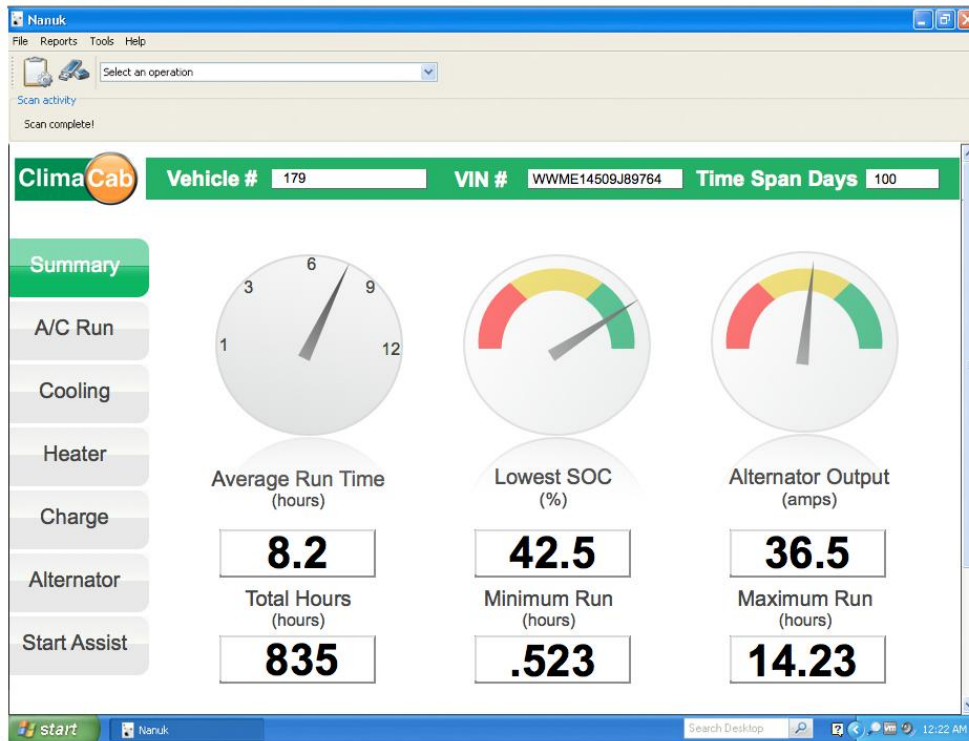 Nanuk
File Reports Tools Help
Select an operation
Scan activity
Scan complete!
ClimaCab
Vehicle # 179 VIN # WWME14509J89764 Time Span Days 100
Summary
A/C Run
Cooling
Heater
Charge
Alternator
Start Assist
1 3 6 9 12
Average Run Time
(hours)
8.2
Lowest SOC
(%)
42.5
Alternator Output
(amps)
36.5
Total Hours
(hours)
835
Minimum Run
(hours)
.523
Maximum Run
(hours)
14.23
start Nanuk Search Desktop 12:22 AM